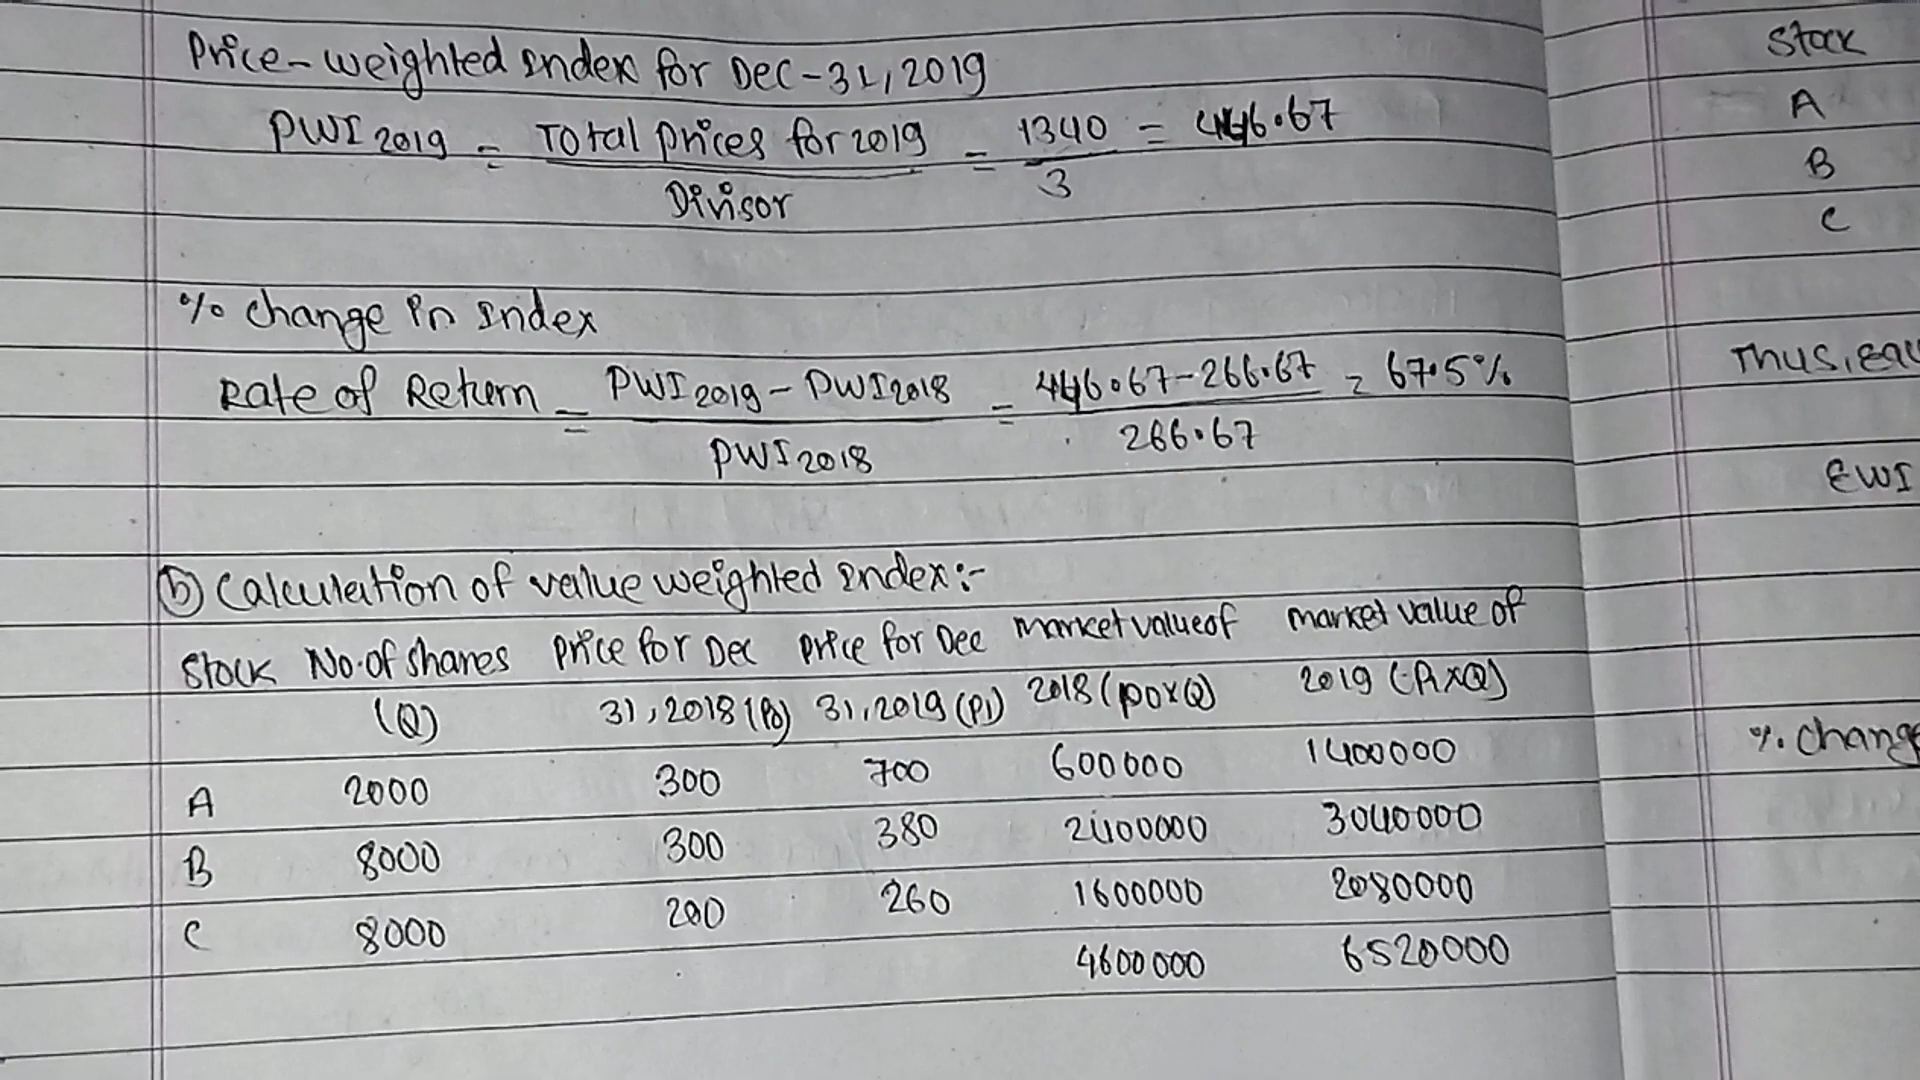 Price-weighted Index for Dec-31, 2019
PWI 2019 = Total Prices for 2019 / Divisor = 1340 / 3 = 446.67
% change in Index
Rate of Return = PWI 2019 - PWI 2018 / PWI 2018 = 446.67-266.67 / 266.67 = 67.5%
b) Calculation of value weighted Index:-
Stock No. of shares Price for Dec Price for Dec market value of market value of
(Q) 31, 2018 (P0) 31, 2019 (P1) 2018 (P0xQ) 2019 (P1xQ)
A 2000 300 700 600000 1400000
B 8000 300 380 2400000 3040000
C 8000 200 260 1600000 2080000
4600000 6520000
Stock
A
B
C
Thus,
EWI
% Change